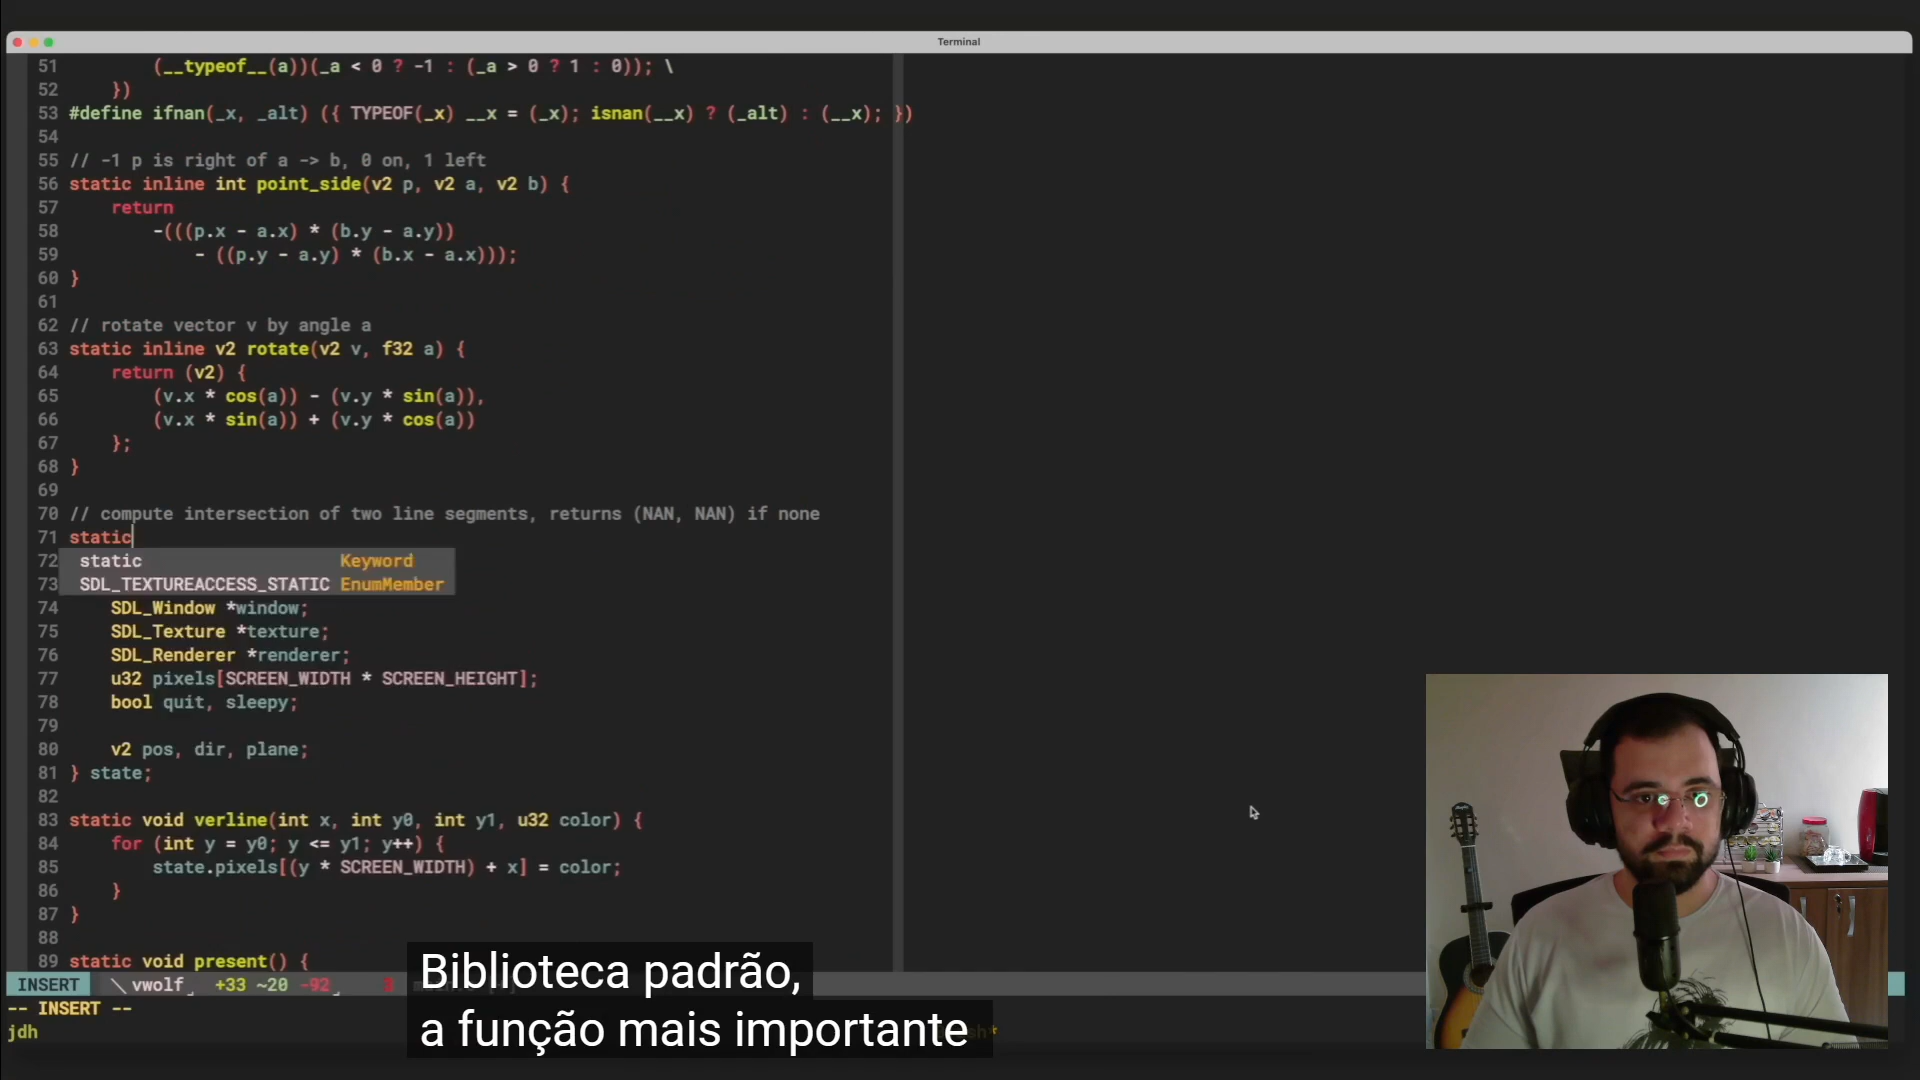 Terminal
51 (__typeof__(a))(_a < 0 ? -1 : (_a > 0 ? 1 : 0)); \
52 })
53 #define ifnan(_x, _alt) ({ TYPEOF(_x) __x = (_x); isnan(__x) ? (_alt) : (__x); })
54
55 // -1 p is right of a -> b, 0 on, 1 left
56 static inline int point_side(v2 p, v2 a, v2 b) {
57 return
58 -(((p.x - a.x) * (b.y - a.y))
59 - ((p.y - a.y) * (b.x - a.x)));
60 }
61
62 // rotate vector v by angle a
63 static inline v2 rotate(v2 v, f32 a) {
64 return (v2) {
65 (v.x * cos(a)) - (v.y * sin(a)),
66 (v.x * sin(a)) + (v.y * cos(a))
67 };
68 }
69
70 // compute intersection of two line segments, returns (NAN, NAN) if none
71 static
72 static Keyword
73 SDL_TEXTUREACCESS_STATIC EnumMember
74 SDL_Window *window;
75 SDL_Texture *texture;
76 SDL_Renderer *renderer;
77 u32 pixels[SCREEN_WIDTH * SCREEN_HEIGHT];
78 bool quit, sleepy;
79
80 v2 pos, dir, plane;
81 } state;
82
83 static void verline(int x, int y0, int y1, u32 color) {
84 for (int y = y0; y <= y1; y++) {
85 state.pixels[(y * SCREEN_WIDTH) + x] = color;
86 }
87 }
88
89 static void present() {
INSERT \vwolf +33 ~20 -92 3
-- INSERT --
jdh
Biblioteca padrão,
a função mais importante